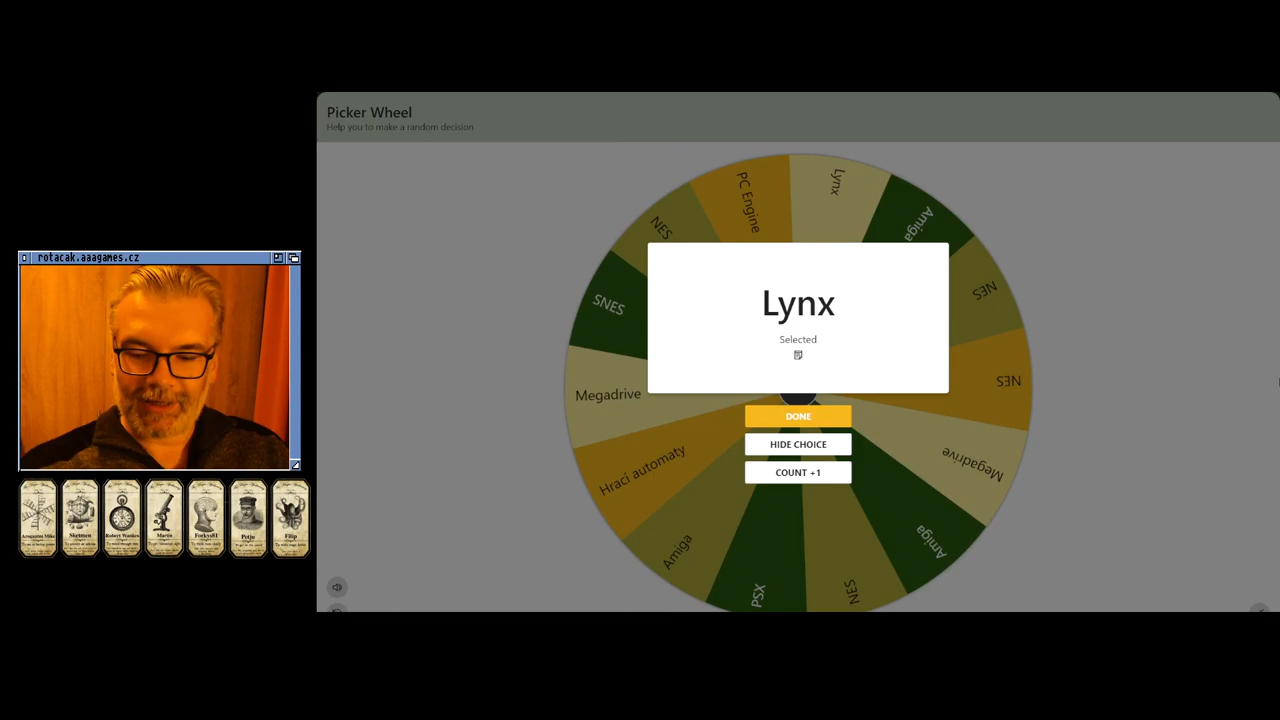 Picker Wheel
Help you to make a random decision
PC Engine
Lynx
Amiga
NES
NES
SNES
NES
Megadrive
Lynx
Selected
DONE
HIDE CHOICE
COUNT +1
Hraci automaty
Megadrive
Amiga
Amiga
PSX
NES
rotacak.aaagames.cz
Sketmen
Robert Wankes
Martin
Forkys81
Petju
Filip